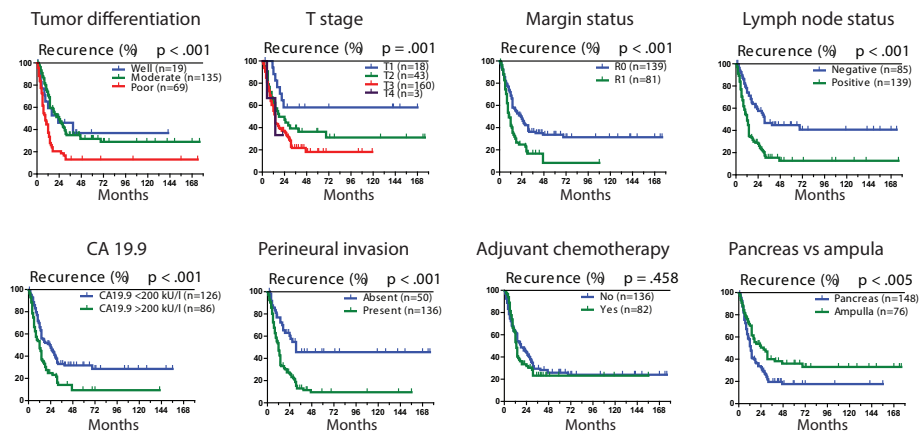 Tumor differentiation
Recurence (%) p < .001
Well (n=19)
Moderate (n=135)
Poor (n=69)
100
80
60
40
20
0
0 24 48 72 96 120 144 168
Months
T stage
Recurence (%) p = .001
T1 (n=18)
T2 (n=43)
T3 (n=160)
T4 (n=3)
100
80
60
40
20
0
0 24 48 72 96 120 144 168
Months
Margin status
Recurence (%) p < .001
R0 (n=139)
R1 (n=81)
100
80
60
40
20
0
0 24 48 72 96 120 144 168
Months
Lymph node status
Recurence (%) p < .001
Negative (n=85)
Positive (n=139)
100
80
60
40
20
0
0 24 48 72 96 120 144 168
Months
CA 19.9
Recurence (%) p < .001
CA19.9 <200 kU/l (n=126)
CA19.9 >200 kU/l (n=86)
100
80
60
40
20
0
0 24 48 72 96 120 144 168
Months
Perineural invasion
Recurence (%) p < .001
Absent (n=50)
Present (n=136)
100
80
60
40
20
0
0 24 48 72 96 120 144 168
Months
Adjuvant chemotherapy
Recurence (%) p = .458
No (n=136)
Yes (n=82)
100
80
60
40
20
0
0 24 48 72 96 120 144 168
Months
Pancreas vs ampula
Recurence (%) p < .005
Pancreas (n=148)
Ampulla (n=76)
100
80
60
40
20
0
0 24 48 72 96 120 144 168
Months